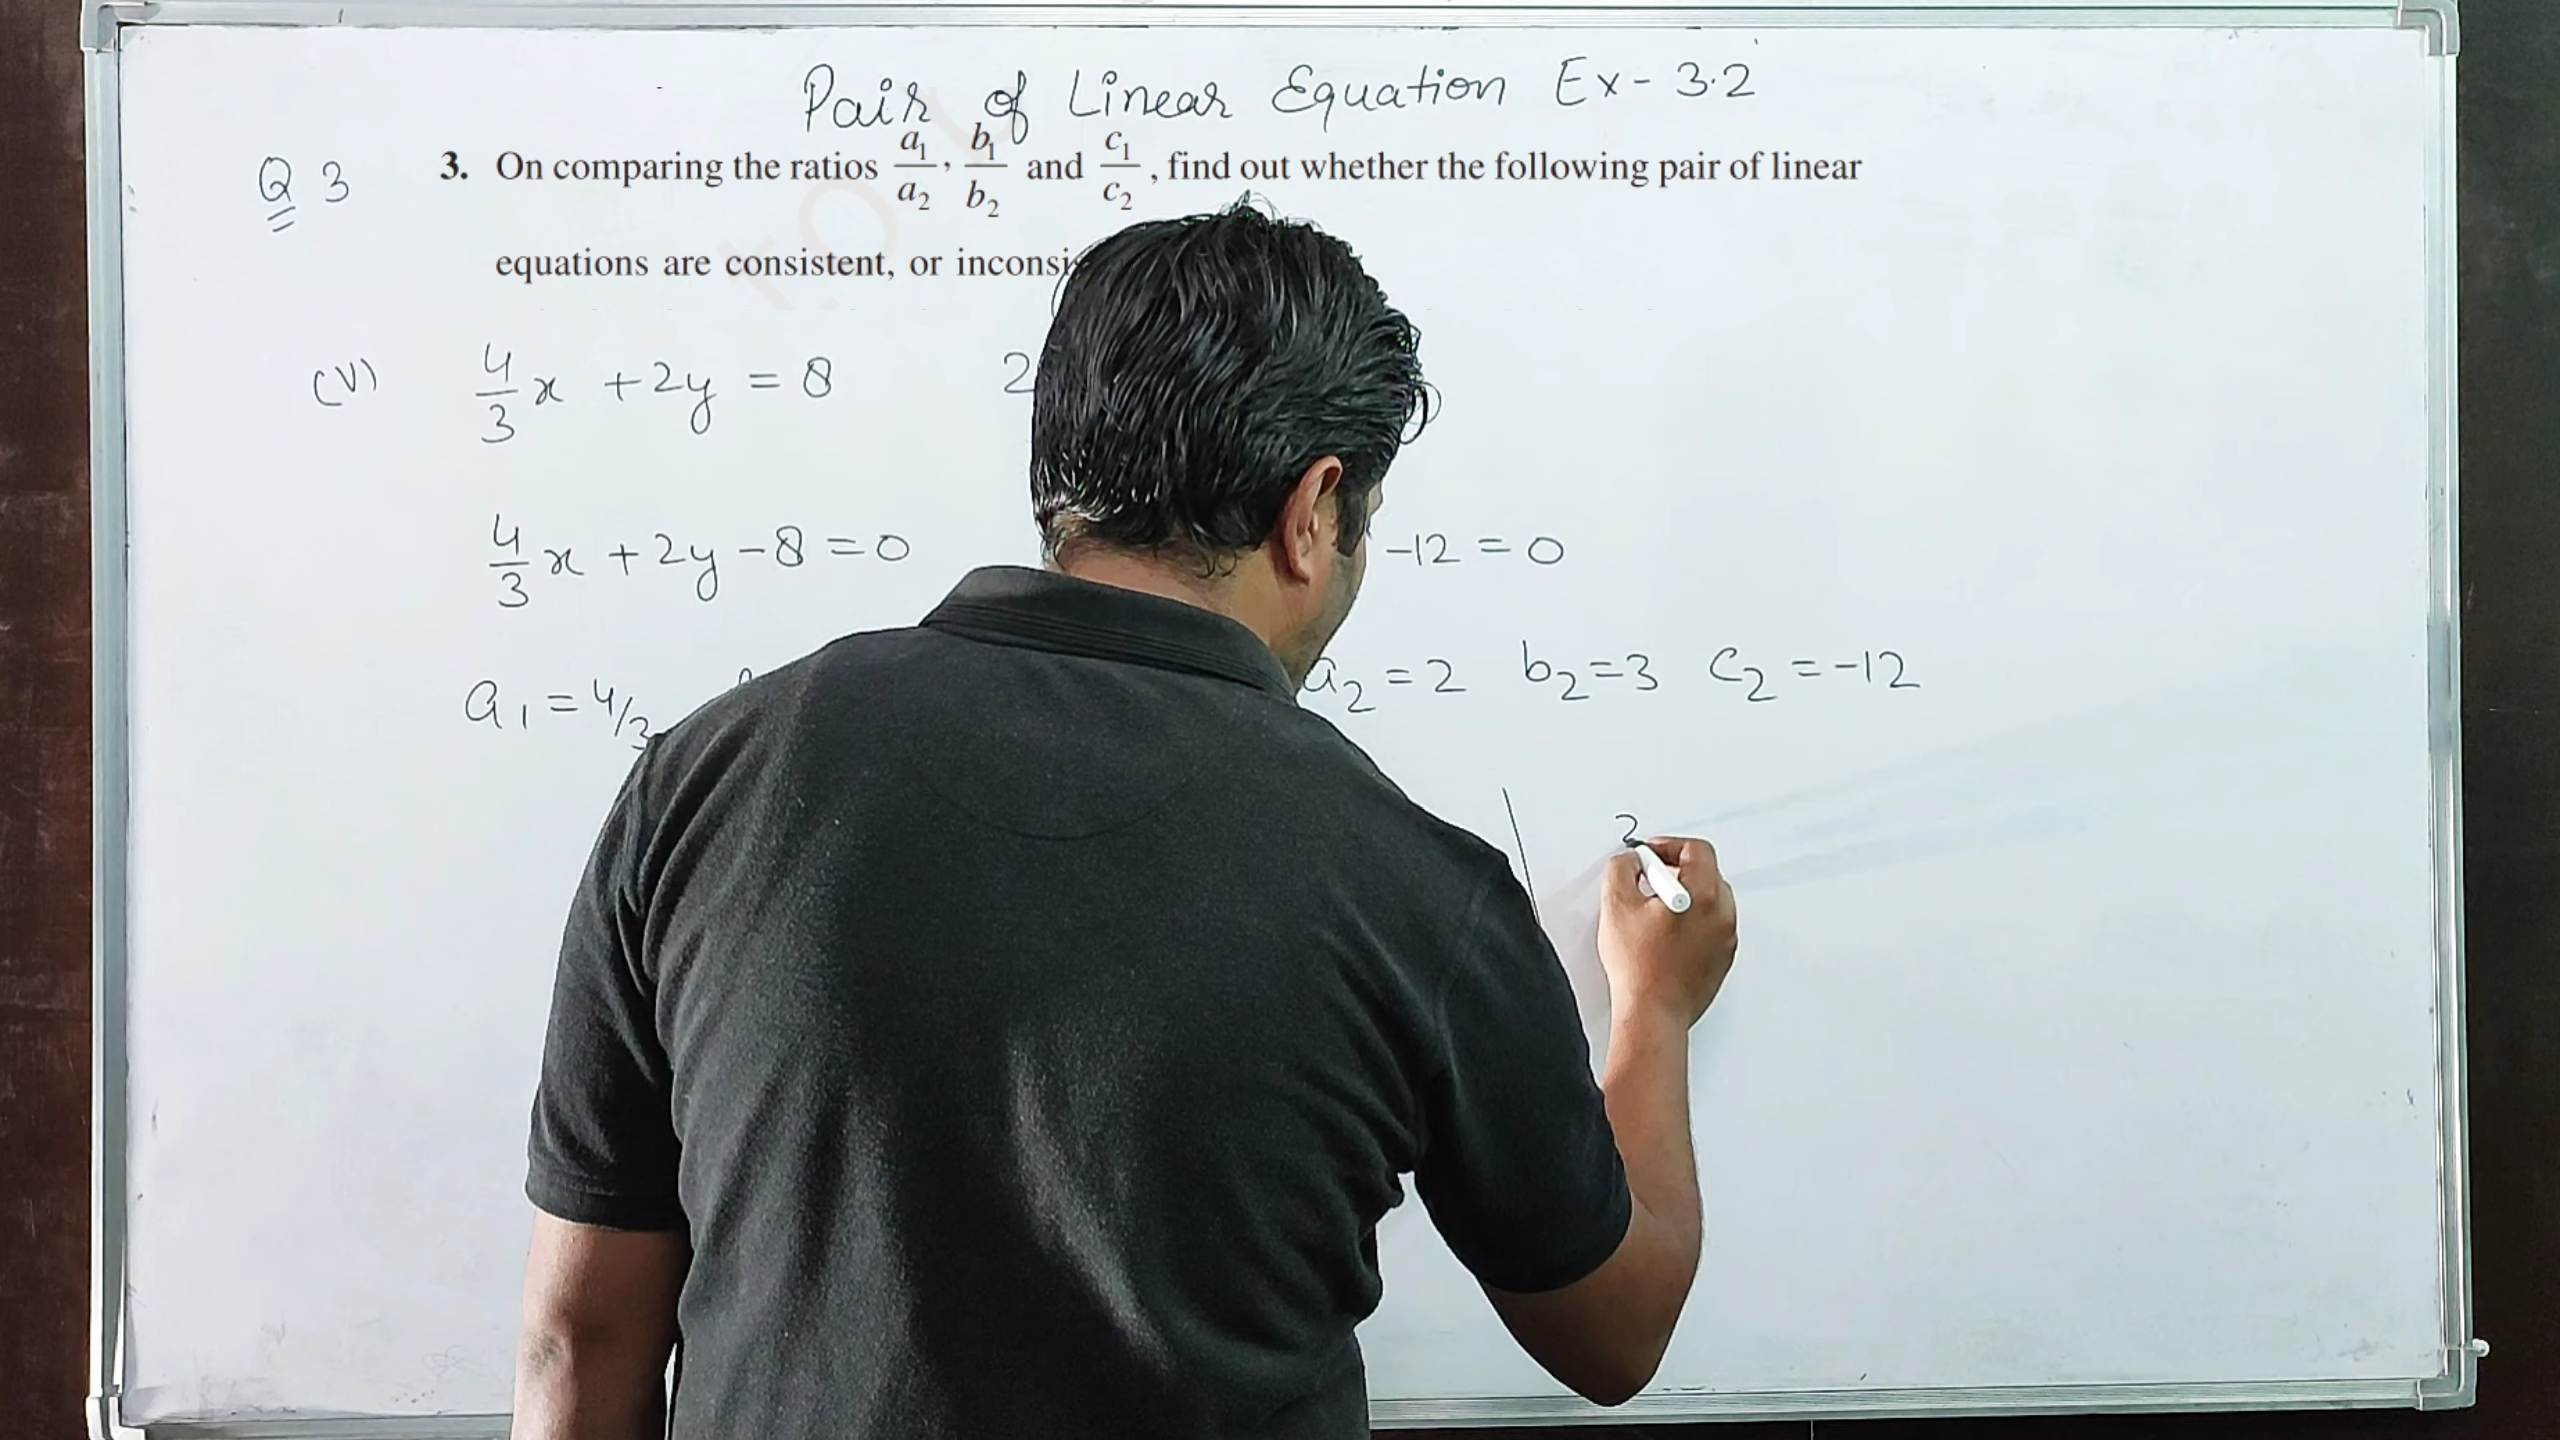 Pair of Linear Equation Ex-3.2
Q 3
3. On comparing the ratios a₁/a₂, b₁/b₂ and c₁/c₂, find out whether the following pair of linear
equations are consistent, or
(V) 4/3 x + 2y = 8 2
4/3 x + 2y - 8 = 0 -12 = 0
a₁ = 4/3 a₂ = 2 b₂ = 3 c₂ = -12
2